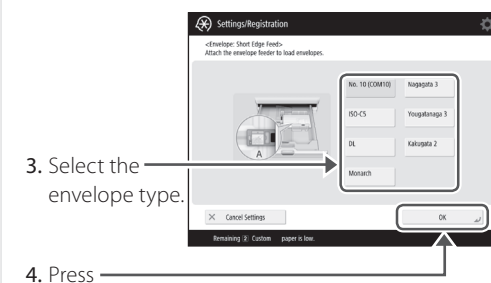 Settings/Registration
<Envelope: Short Edge Feed>
Attach the envelope feeder to load envelopes.
No. 10 (COM10) Nagagata 3
ISO-C5 Yougatanaga 3
DL Kakugata 2
Monarch
A
3. Select the
envelope type.
Cancel Settings OK
Remaining 2 Custom paper is low.
4. Press